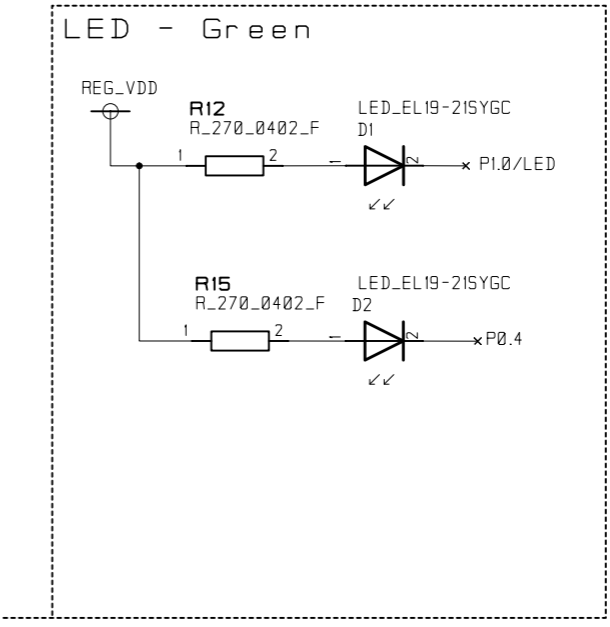 LED - Green
REG_VDD
R12
R_270_0402_F
LED_EL19-21SYGC
D1
1 2 1 2 P1.0/LED
R15
R_270_0402_F
LED_EL19-21SYGC
D2
1 2 1 2 P0.4